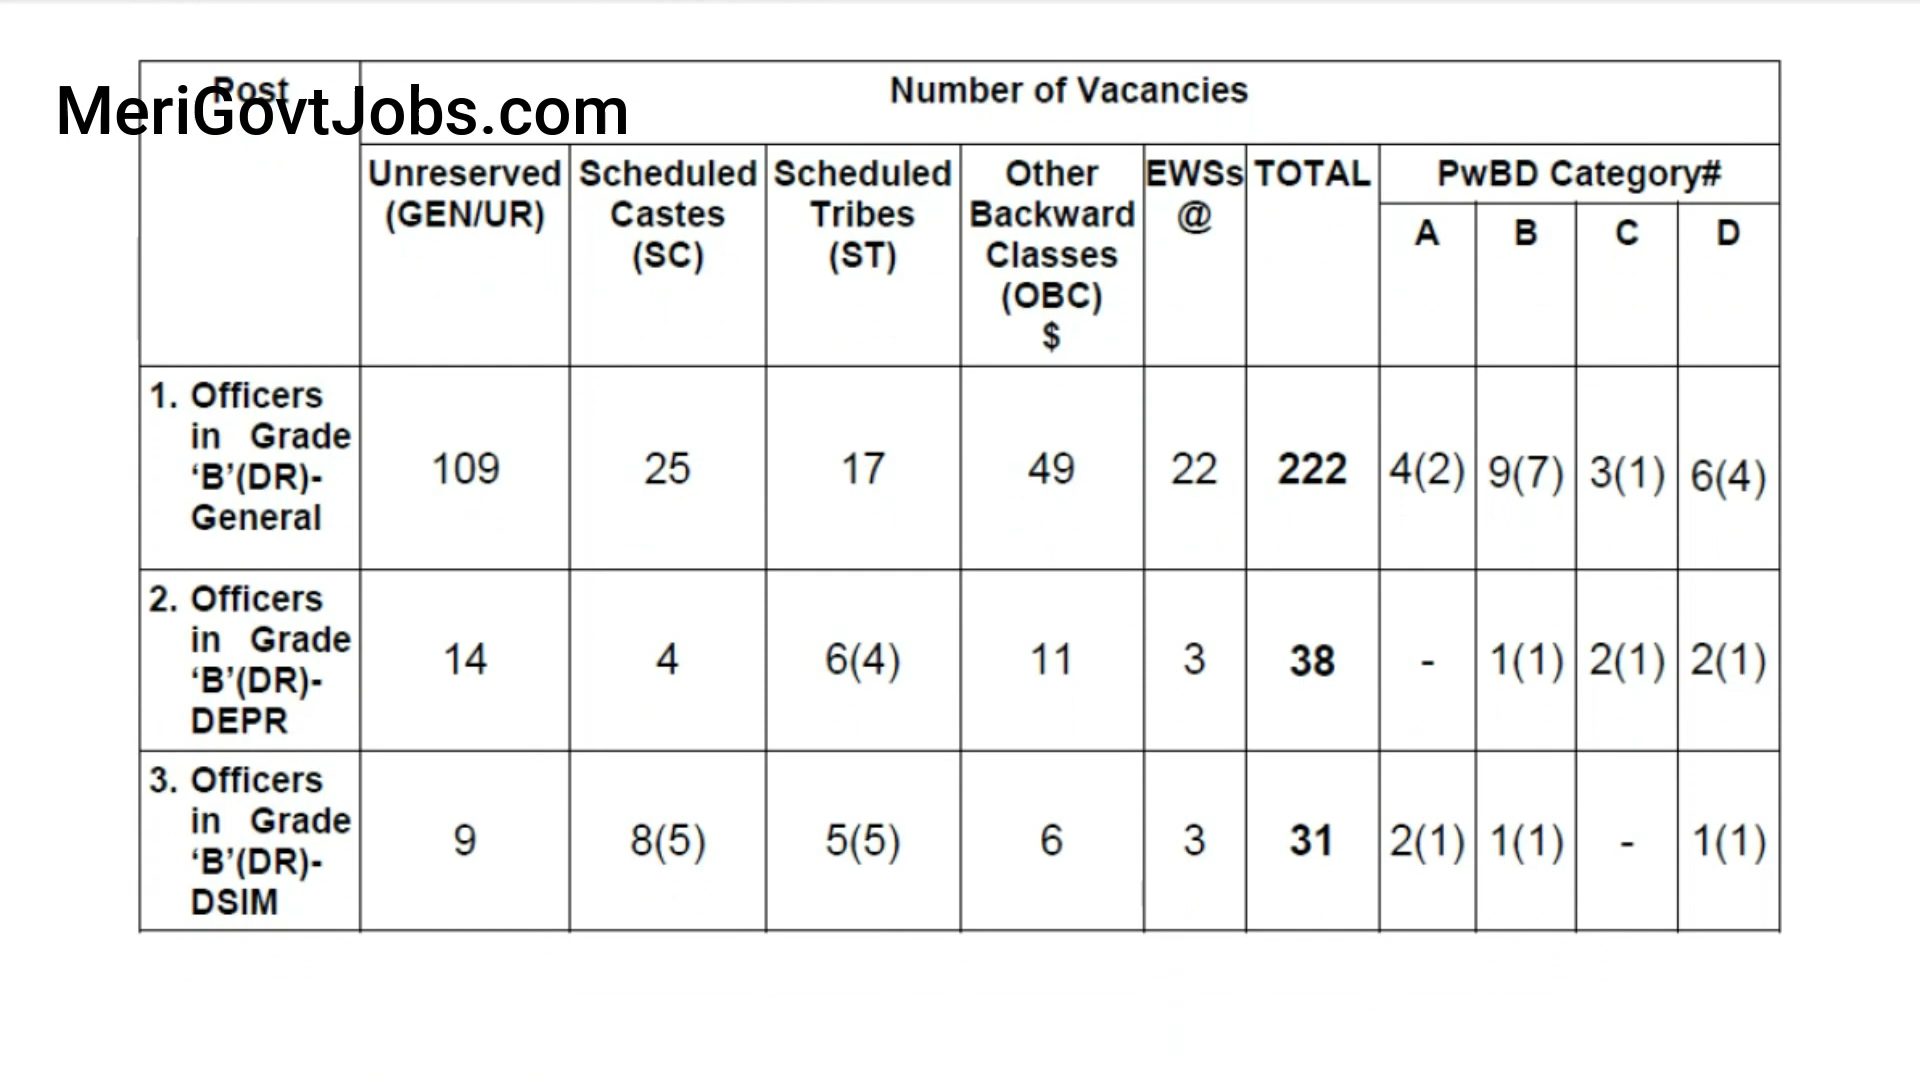 MeriGovtJobs.com
Post
Number of Vacancies
Unreserved
(GEN/UR)
Scheduled
Castes
(SC)
Scheduled
Tribes
(ST)
Other
Backward
Classes
(OBC)
$
EWSs
@
TOTAL
PwBD Category#
A B C D
1. Officers
in Grade
‘B’(DR)-
General
109 25 17 49 22 222 4(2) 9(7) 3(1) 6(4)
2. Officers
in Grade
‘B’(DR)-
DEPR
14 4 6(4) 11 3 38 - 1(1) 2(1) 2(1)
3. Officers
in Grade
‘B’(DR)-
DSIM
9 8(5) 5(5) 6 3 31 2(1) 1(1) - 1(1)